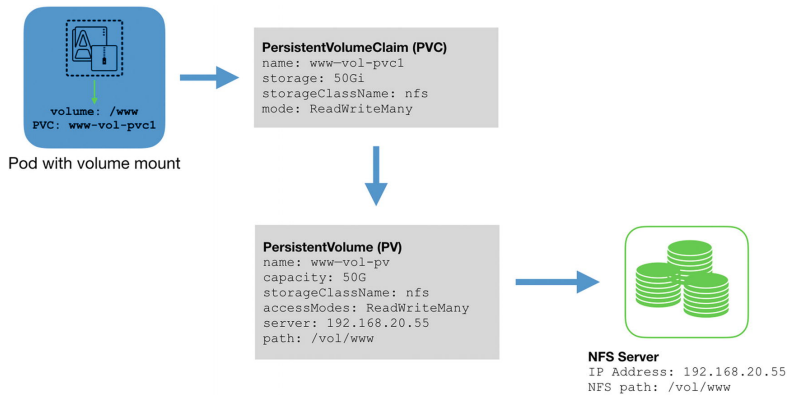 volume: /www
PVC: www-vol-pvc1
Pod with volume mount
PersistentVolumeClaim (PVC)
name: www—vol-pvc1
storage: 50Gi
storageClassName: nfs
mode: ReadWriteMany
PersistentVolume (PV)
name: www—vol-pv
capacity: 50G
storageClassName: nfs
accessModes: ReadWriteMany
server: 192.168.20.55
path: /vol/www
NFS Server
IP Address: 192.168.20.55
NFS path: /vol/www